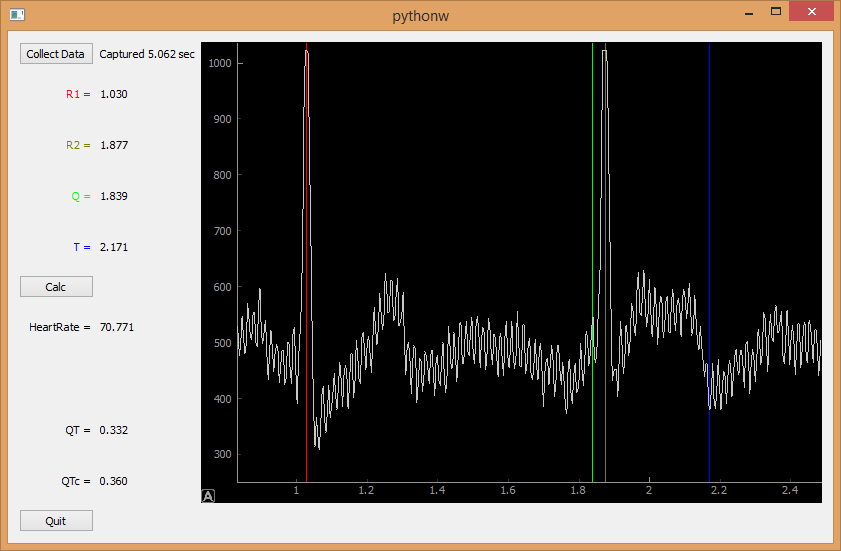 pythonw
Collect Data Captured 5.062 sec
R1 = 1.030
R2 = 1.877
Q = 1.839
T = 2.171
Calc
HeartRate = 70.771
QT = 0.332
QTc = 0.360
Quit
1000
900
800
700
600
500
400
300
A
1 1.2 1.4 1.6 1.8 2 2.2 2.4